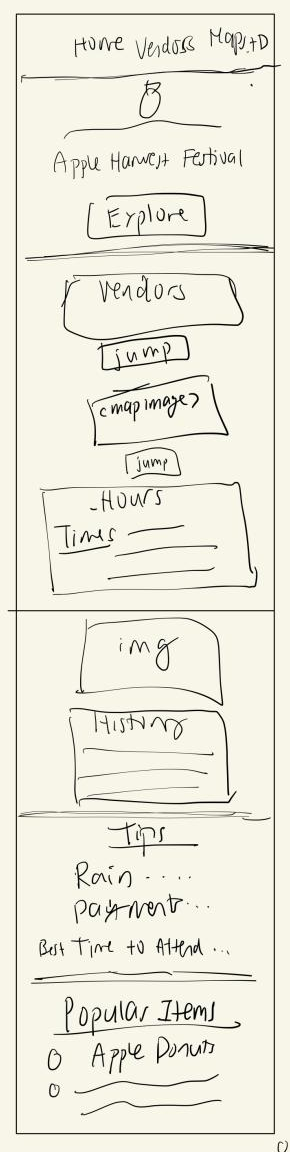 Home Vendors Maps+D
Apple Harvest Festival
Explore
Vendors
jump
<mapimage>
jump
Hours
Times
img
History
Tips
Rain ....
payment...
Best Time to Attend ...
Popular Items
Apple Donuts